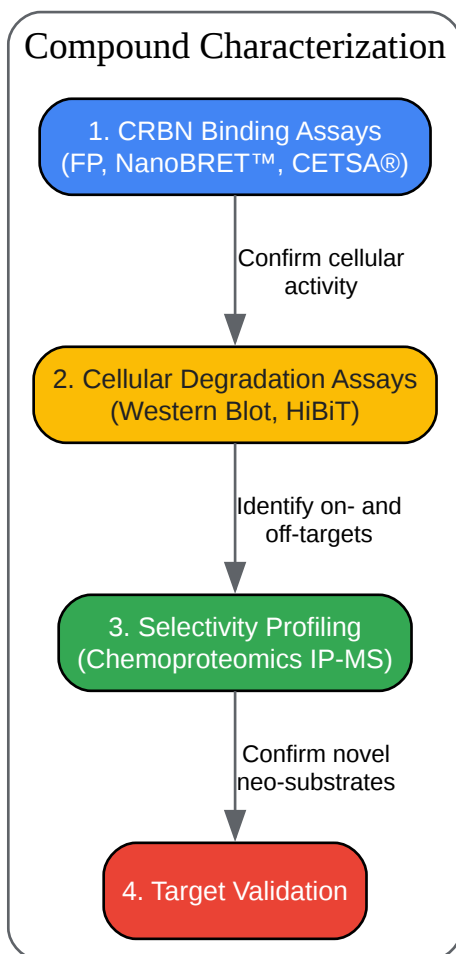 Compound Characterization
1. CRBN Binding Assays
(FP, NanoBRET™, CETSA®)
Confirm cellular
activity
2. Cellular Degradation Assays
(Western Blot, HiBiT)
Identify on- and
off-targets
3. Selectivity Profiling
(Chemoproteomics IP-MS)
Confirm novel
neo-substrates
4. Target Validation